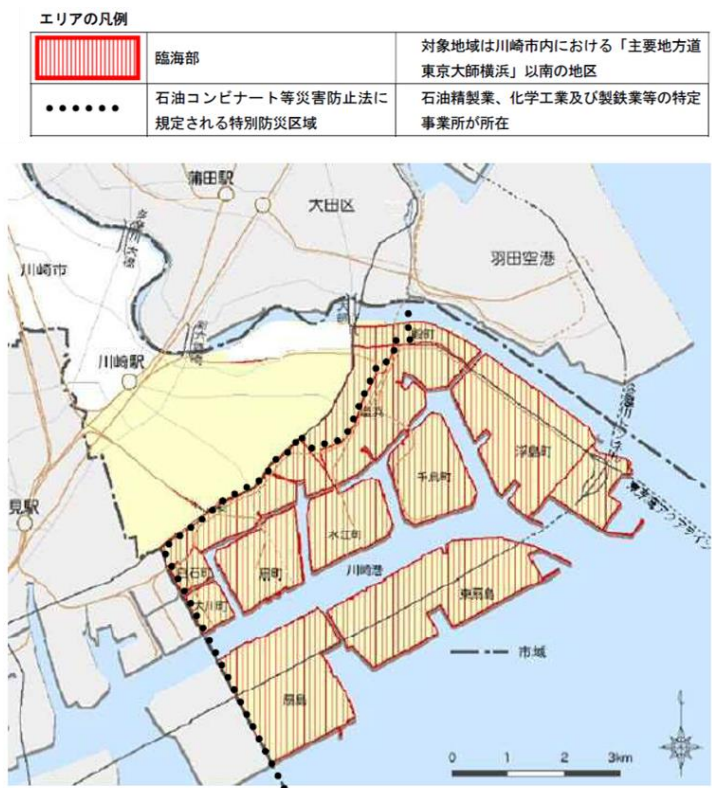 エリアの凡例
臨海部
対象地域は川崎市内における「主要地方道
東京大師横浜」以南の地区
石油コンビナート等災害防止法に
規定される特別防災区域
石油精製業、化学工業及び製鉄業等の特定
事業所が所在
蒲田駅
大田区
羽田空港
川崎市
川崎駅
殿町
塩浜
浮島町
千鳥町
見駅
水江町
白石町
扇町
川崎港
大川町
東扇島
扇島
市域
0 1 2 3km